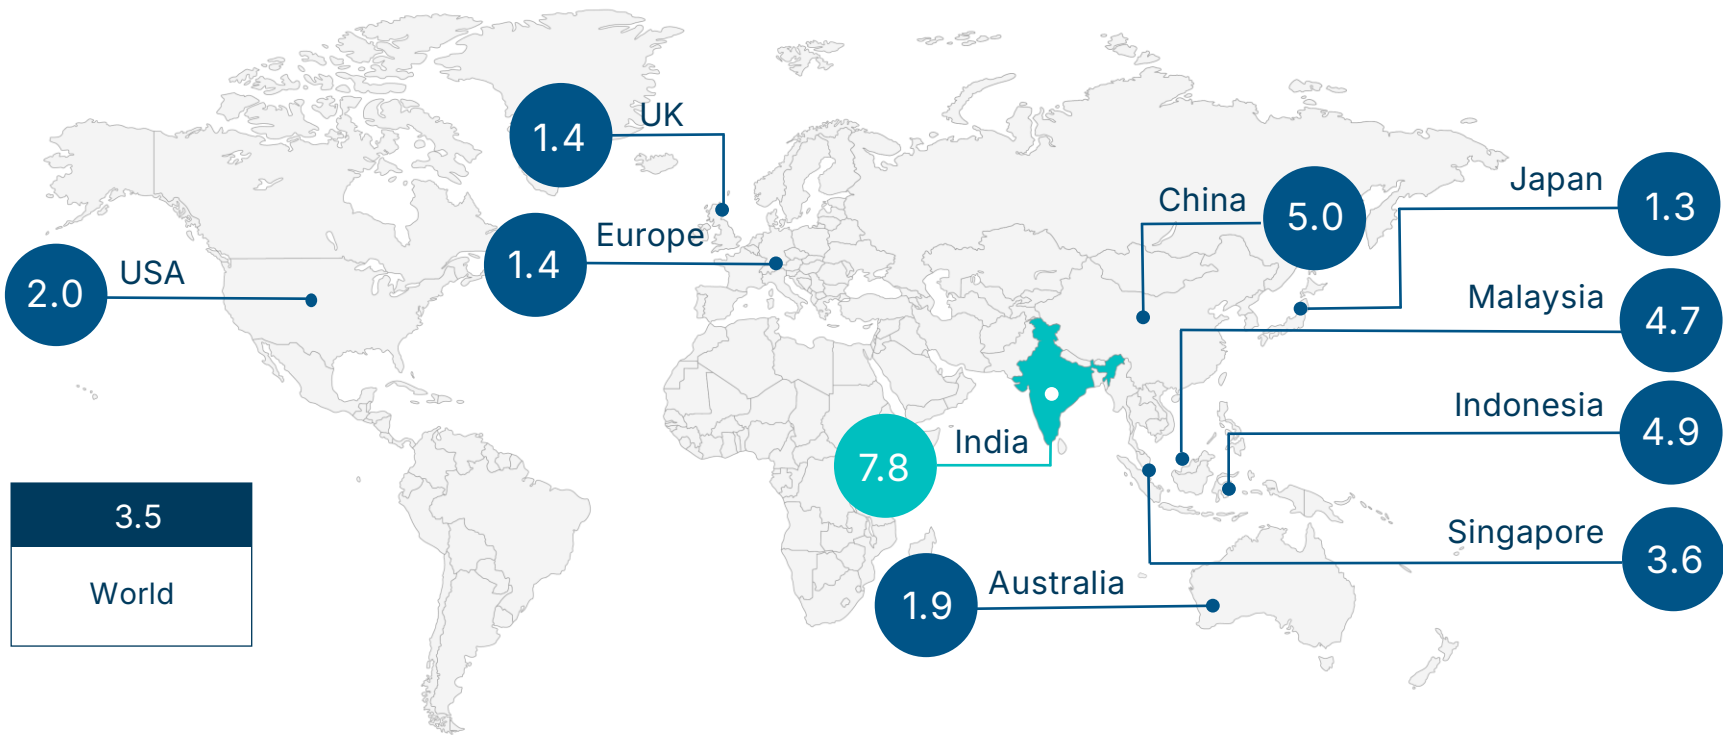 UK
1.4
China
5.0
Japan
1.3
Europe
1.4
USA
2.0
Malaysia
4.7
Indonesia
4.9
India
7.8
3.5
World
Singapore
3.6
Australia
1.9